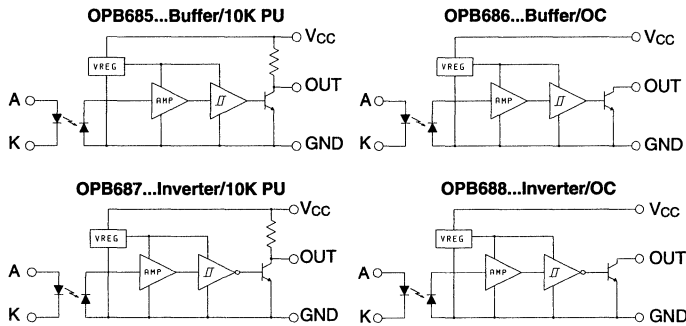 OPB685...Buffer/10K PU
VCC
VREG
OUT
A
AMP
K
GND
OPB686...Buffer/OC
VCC
VREG
OUT
A
AMP
K
GND
OPB687...Inverter/10K PU
VCC
VREG
OUT
A
AMP
K
GND
OPB688...Inverter/OC
VCC
VREG
OUT
A
AMP
K
GND